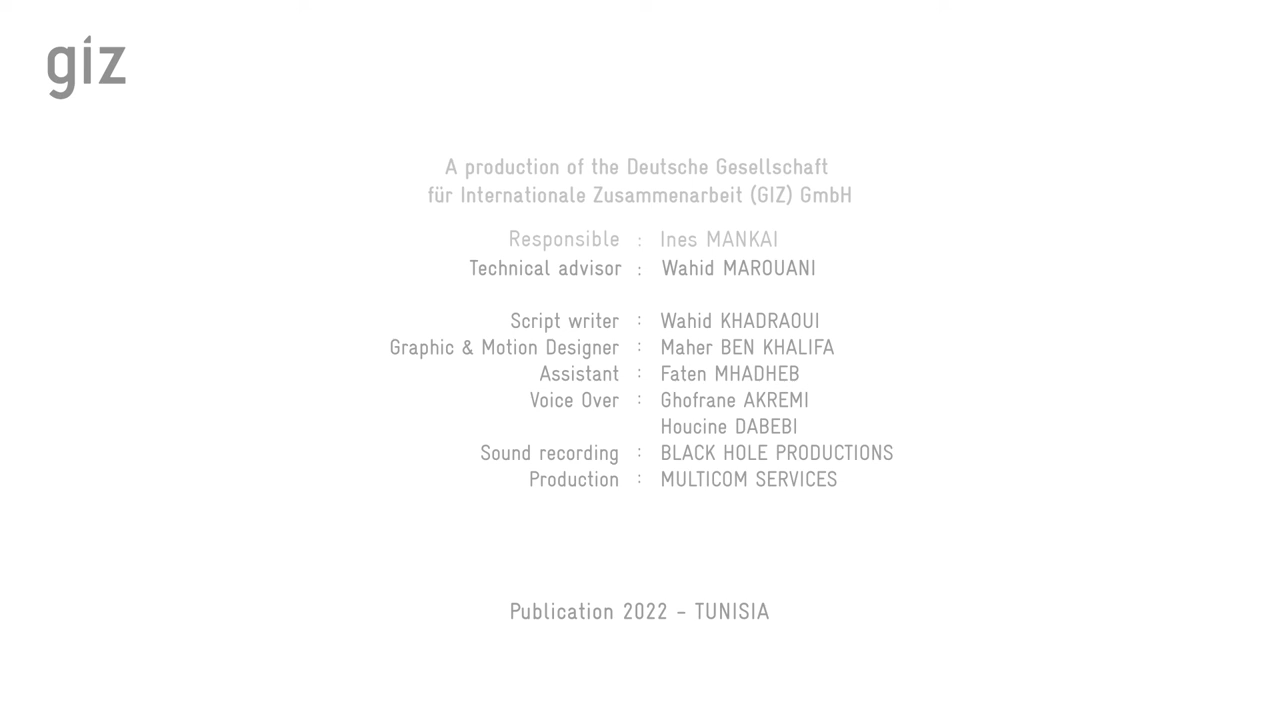 giz
A production of the Deutsche Gesellschaft
für Internationale Zusammenarbeit (GIZ) GmbH
Responsible : Ines MANKAI
Technical advisor : Wahid MAROUANI
Script writer : Wahid KHADRAOUI
Graphic & Motion Designer : Maher BEN KHALIFA
Assistant : Faten MHADHEB
Voice Over : Ghofrane AKREMI
Houcine DABEBI
Sound recording : BLACK HOLE PRODUCTIONS
Production : MULTICOM SERVICES
Publication 2022 - TUNISIA